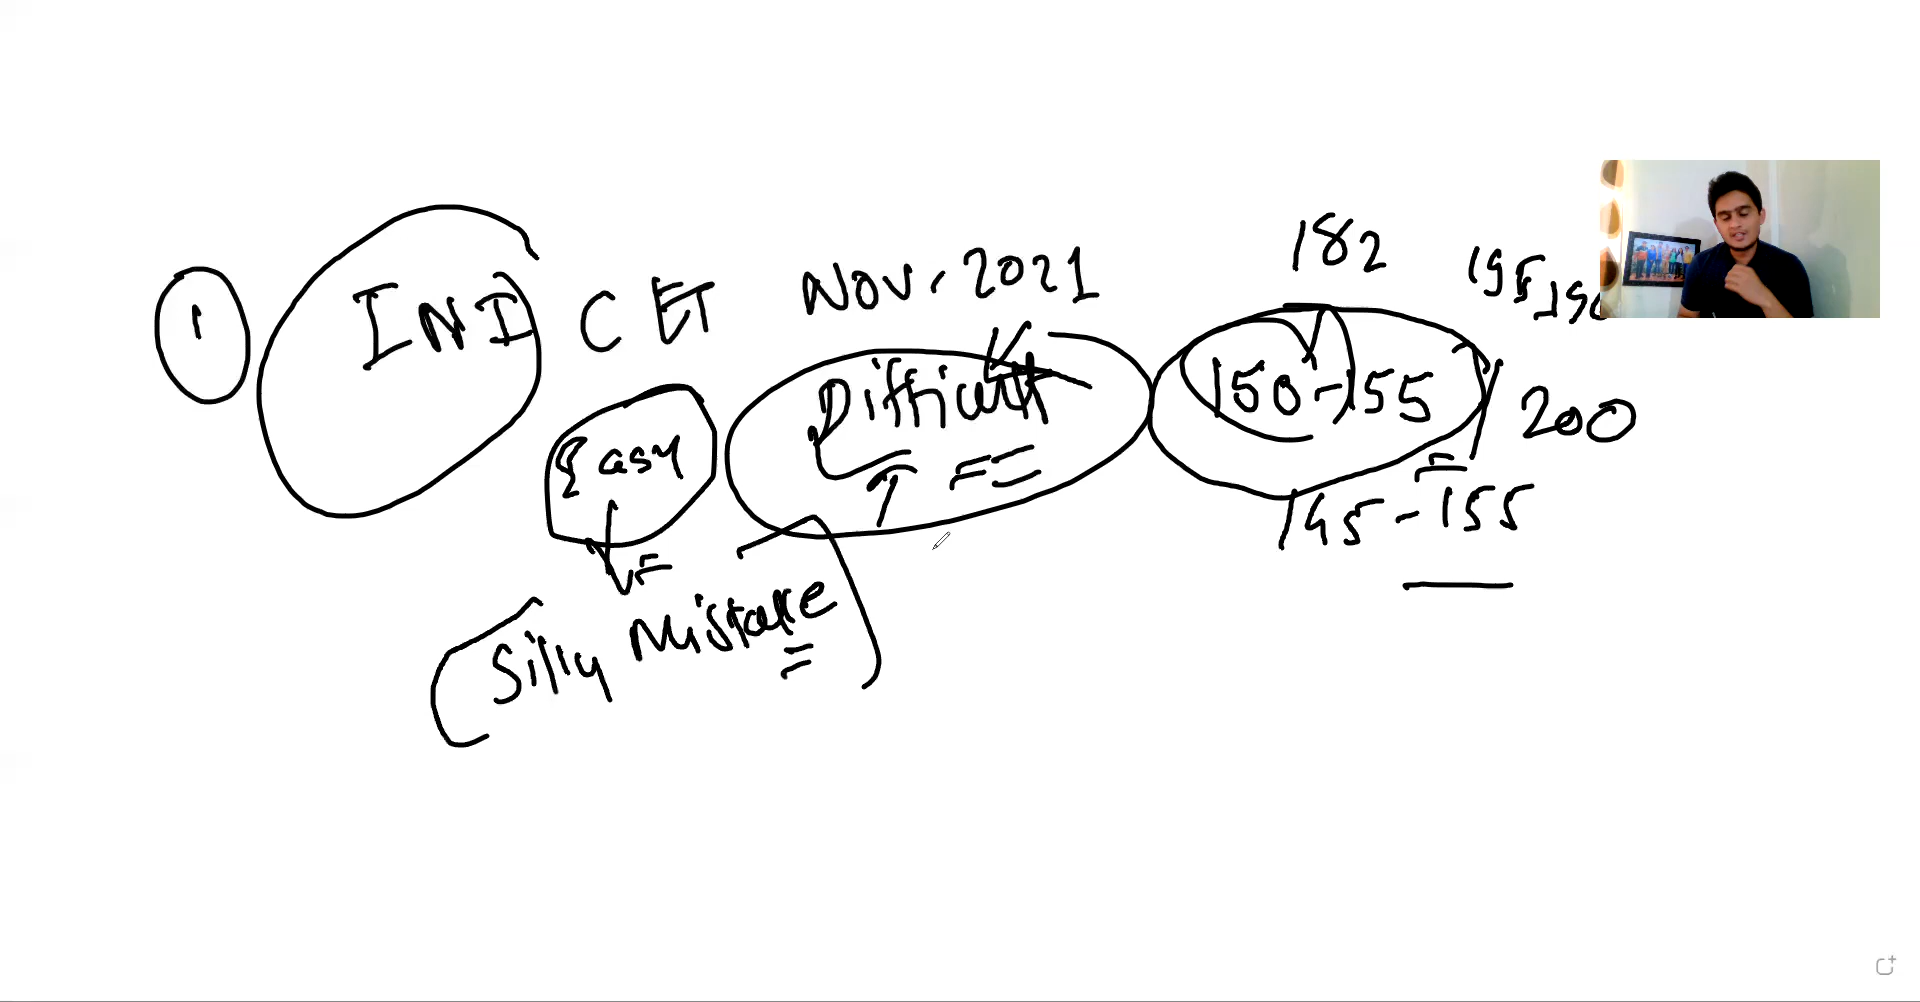 182
1 INI CET Nov. 2021
Easy Difficult 150-155 / 200
145-155
Silly Mistake